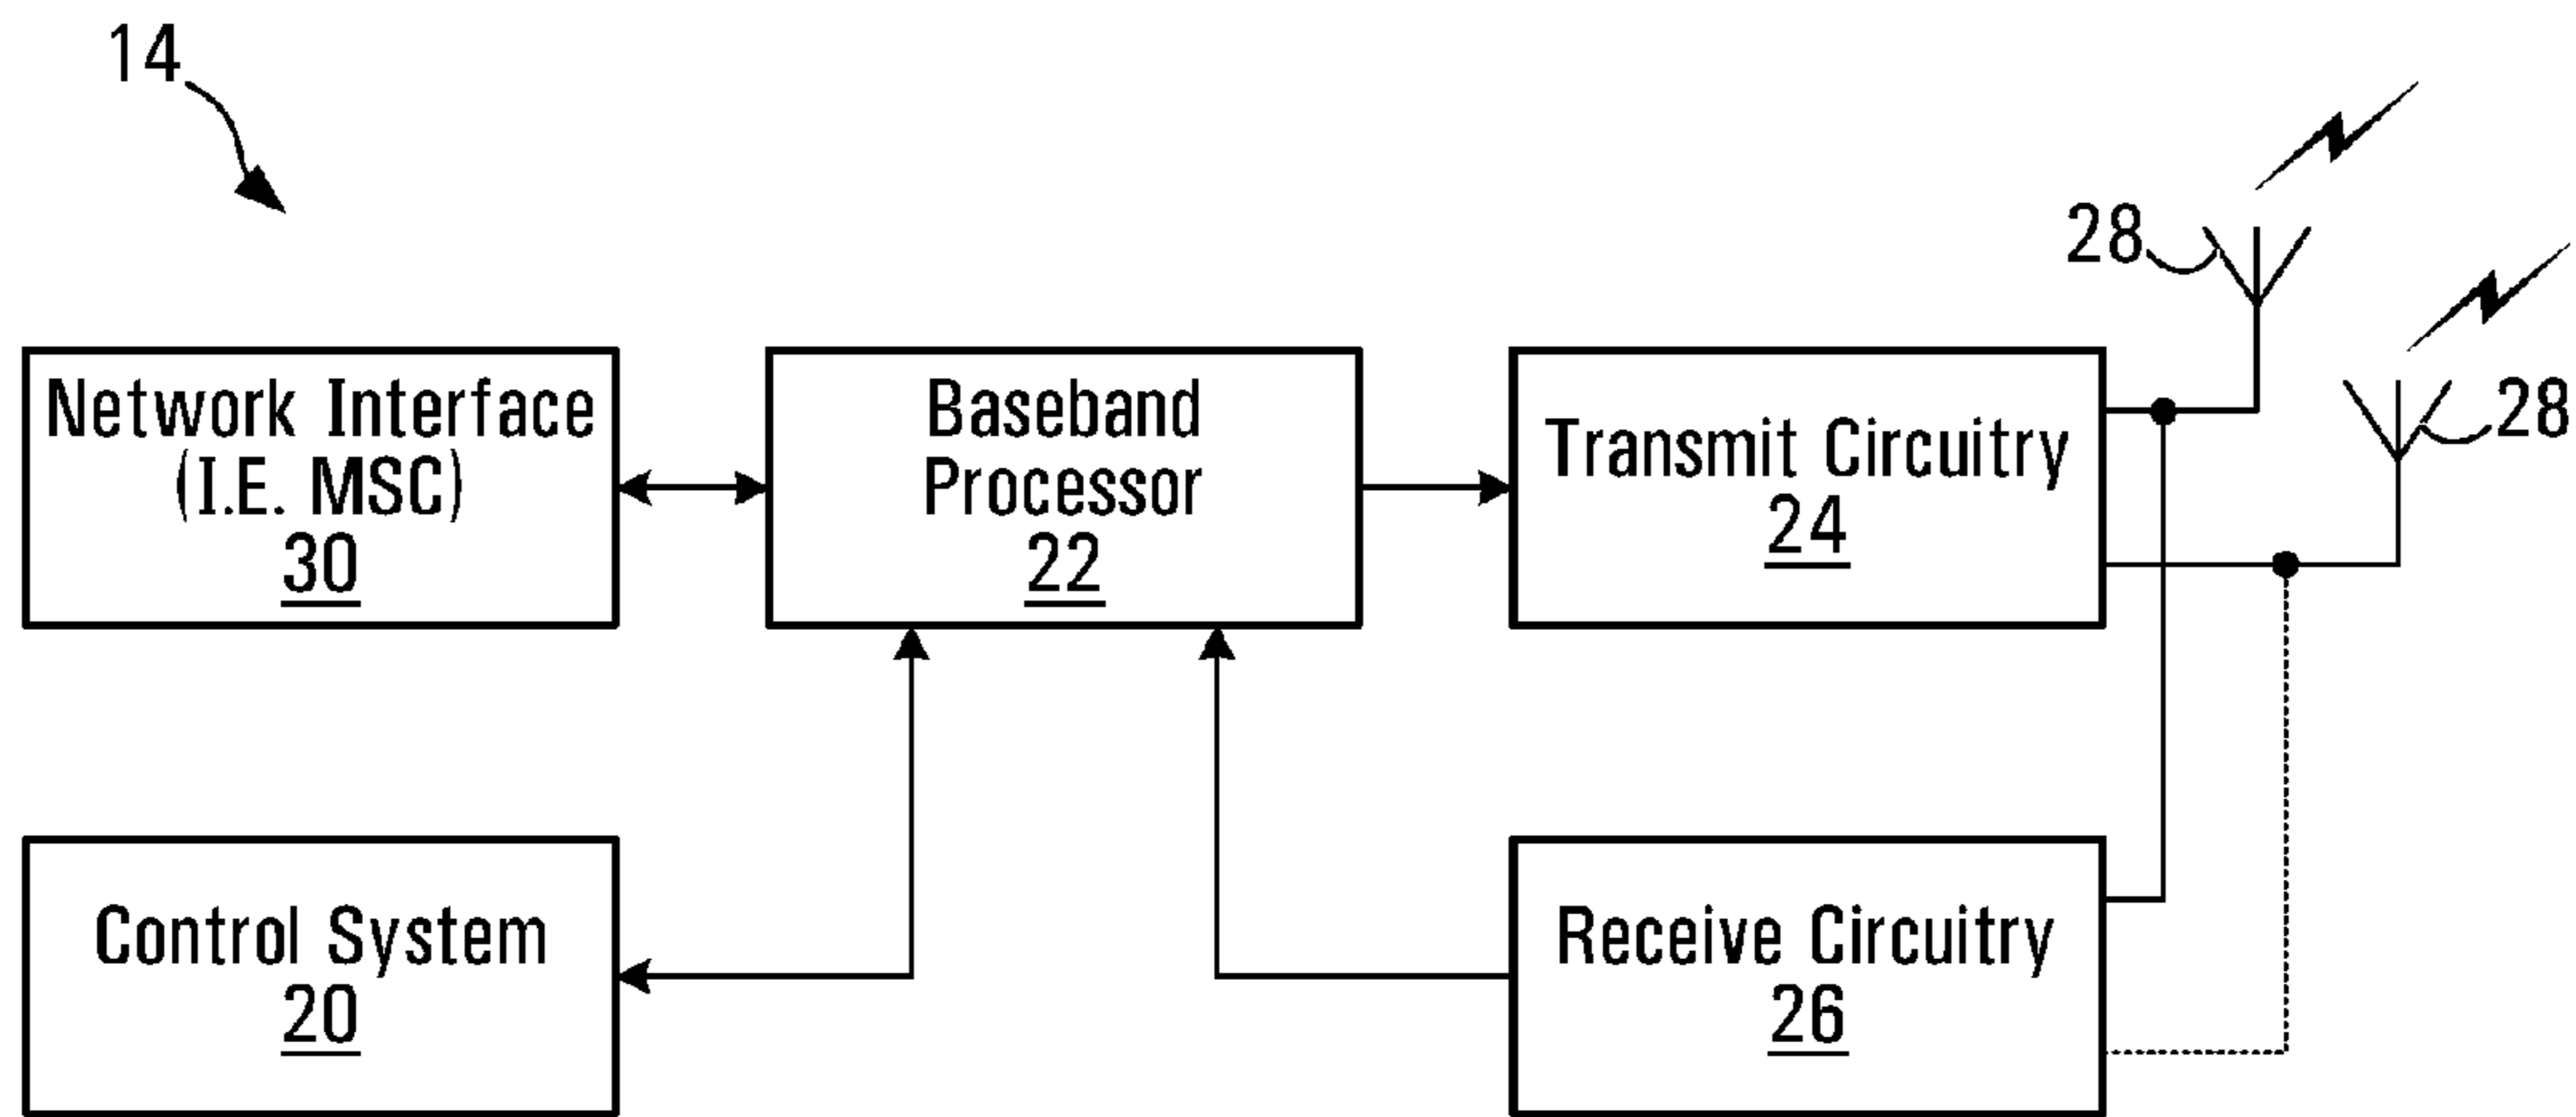 14
28
28
Network Interface
(I.E. MSC)
30
Baseband
Processor
22
Transmit Circuitry
24
Control System
20
Receive Circuitry
26